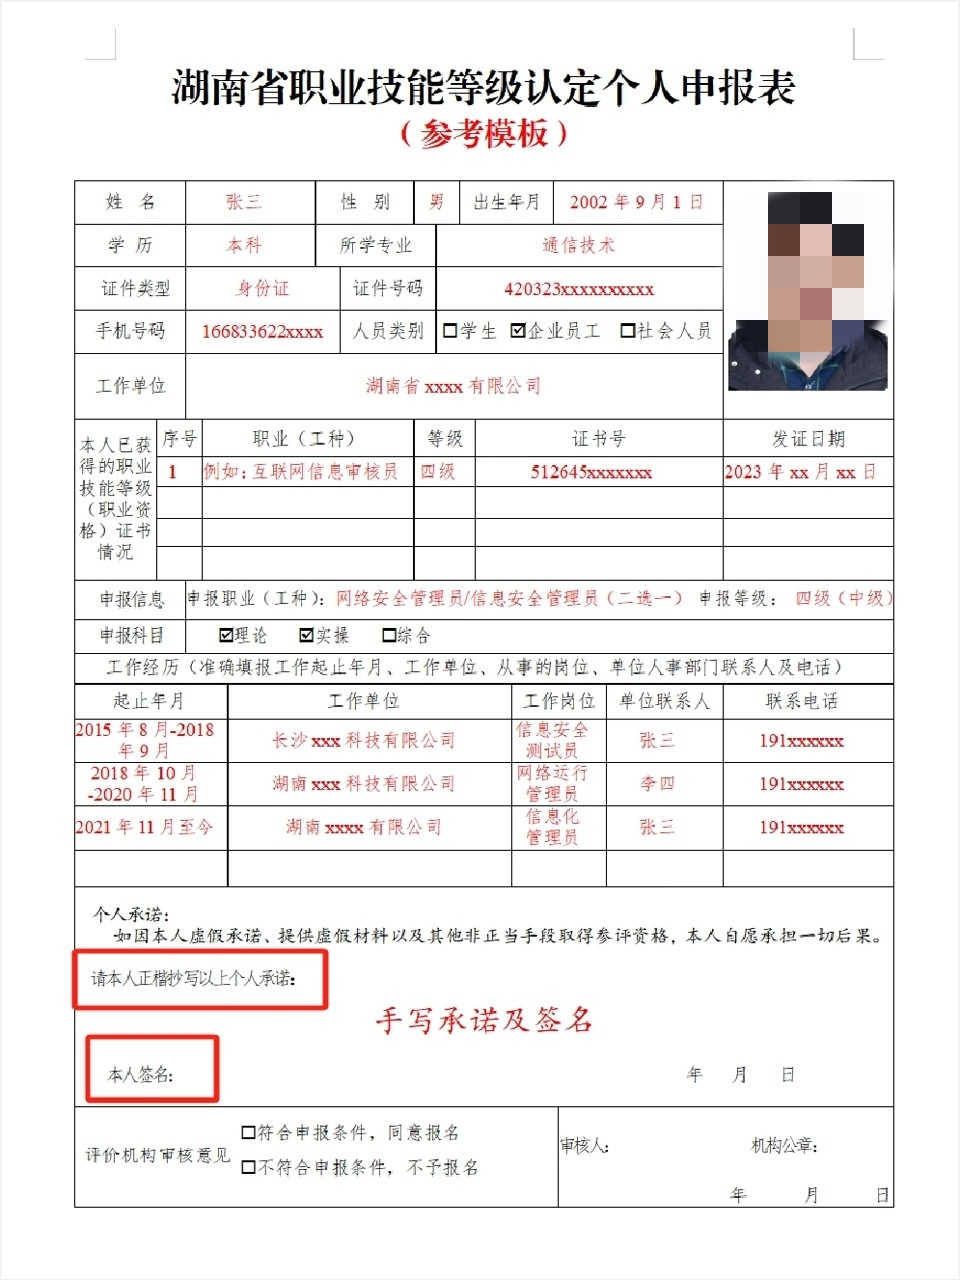 湖南省职业技能等级认定个人申报表
（参考模板）
姓 名 张三 性 别 男 出生年月 2002 年 9 月 1 日
学 历 本科 所学专业 通信技术
证件类型 身份证 证件号码 420323xxxxxxxxxx
手机号码 166833622xxxx 人员类别 □学生 ☑企业员工 □社会人员
工作单位 湖南省 xxxx 有限公司
本人已获得的职业技能等级（职业资格）证书情况
序号 职业（工种） 等级 证书号 发证日期
1 例如：互联网信息审核员 四级 512645xxxxxxx 2023 年 xx 月 xx 日
申报信息 申报职业（工种）：网络安全管理员/信息安全管理员（二选一） 申报等级： 四级（中级）
申报科目 ☑理论 ☑实操 □综合
工作经历（准确填报工作起止年月、工作单位、从事的岗位、单位人事部门联系人及电话）
起止年月 工作单位 工作岗位 单位联系人 联系电话
2015 年 8 月-2018 年 9 月 长沙 xxx 科技有限公司 信息安全测试员 张三 191xxxxxx
2018 年 10 月-2020 年 11 月 湖南 xxx 科技有限公司 网络运行管理员 李四 191xxxxxx
2021 年 11 月至今 湖南 xxxx 有限公司 信息化管理员 张三 191xxxxxx
个人承诺：
如因本人虚假承诺、提供虚假材料以及其他非正当手段取得参评资格，本人自愿承担一切后果。
请本人正楷抄写以上个人承诺：
手写承诺及签名
本人签名： 年 月 日
评价机构审核意见
□符合申报条件，同意报名
□不符合申报条件，不予报名
审核人： 机构公章：
年 月 日